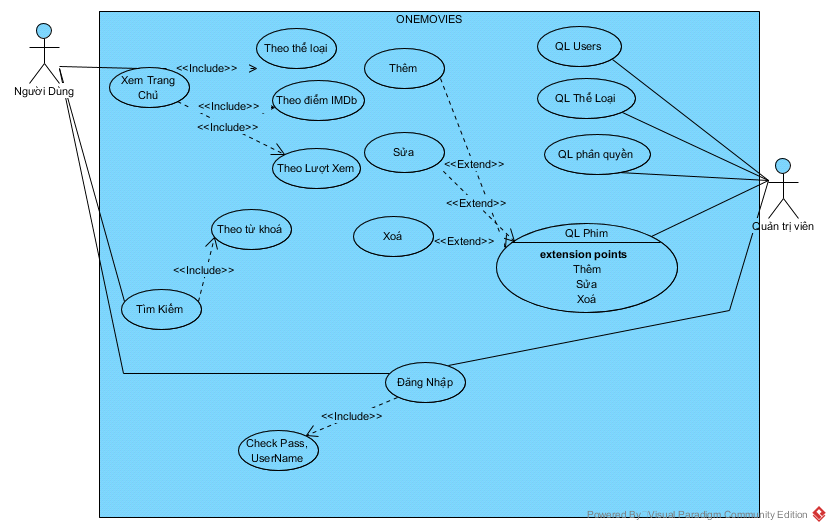 ONEMOVIES
Người Dùng
Xem Trang
Chủ
<<Include>>
Theo thể loại
<<Include>>
Theo điểm IMDb
<<Include>>
Theo Lượt Xem
Thêm
Sửa
Xoá
<<Extend>>
<<Extend>>
<<Extend>>
QL Users
QL Thể Loại
QL phân quyền
QL Phim
extension points
Thêm
Sửa
Xoá
Quản trị viên
Theo từ khoá
<<Include>>
Tìm Kiếm
Đăng Nhập
<<Include>>
Check Pass,
UserName
Powered By Visual Paradigm Community Edition